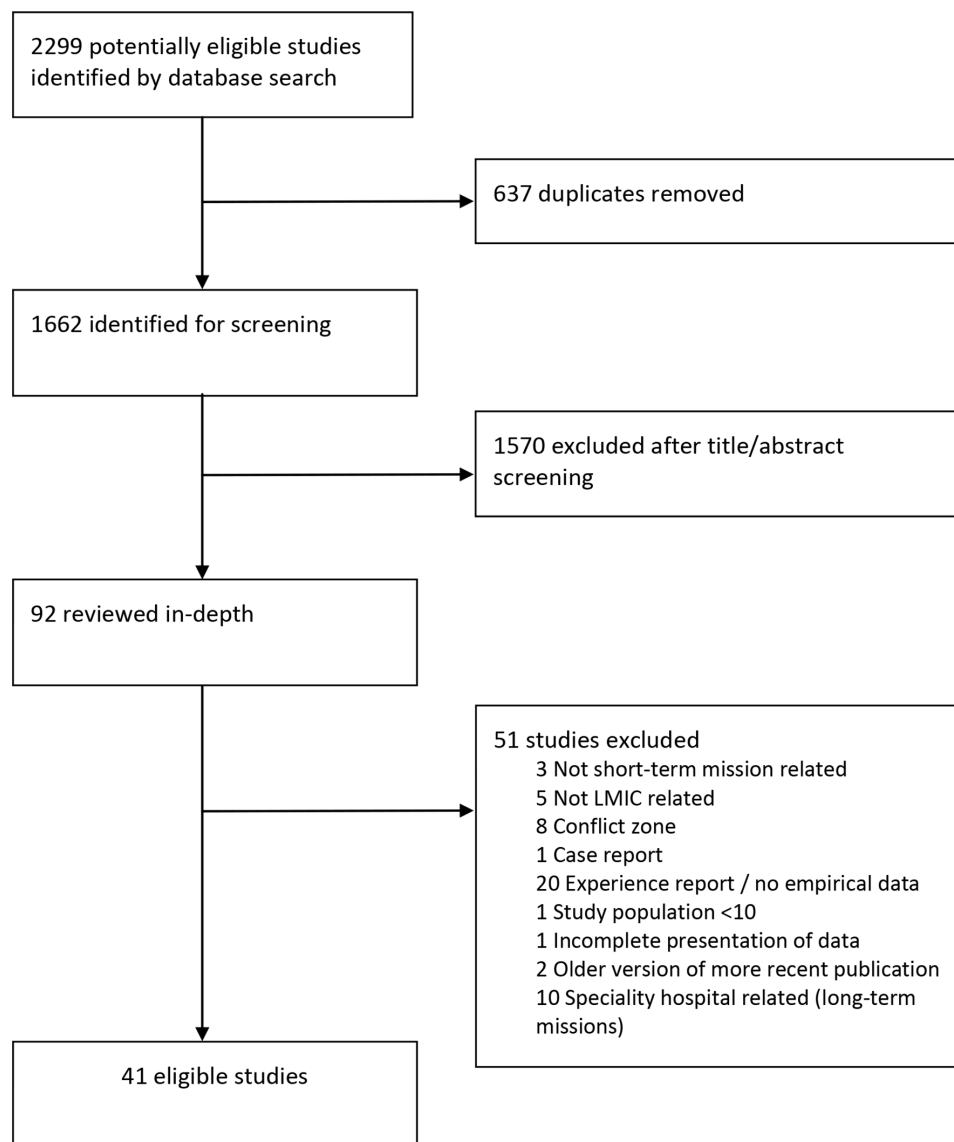 2299 potentially eligible studies
identified by database search
637 duplicates removed
1662 identified for screening
1570 excluded after title/abstract
screening
92 reviewed in-depth
51 studies excluded
3 Not short-term mission related
5 Not LMIC related
8 Conflict zone
1 Case report
20 Experience report / no empirical data
1 Study population <10
1 Incomplete presentation of data
2 Older version of more recent publication
10 Speciality hospital related (long-term
missions)
41 eligible studies